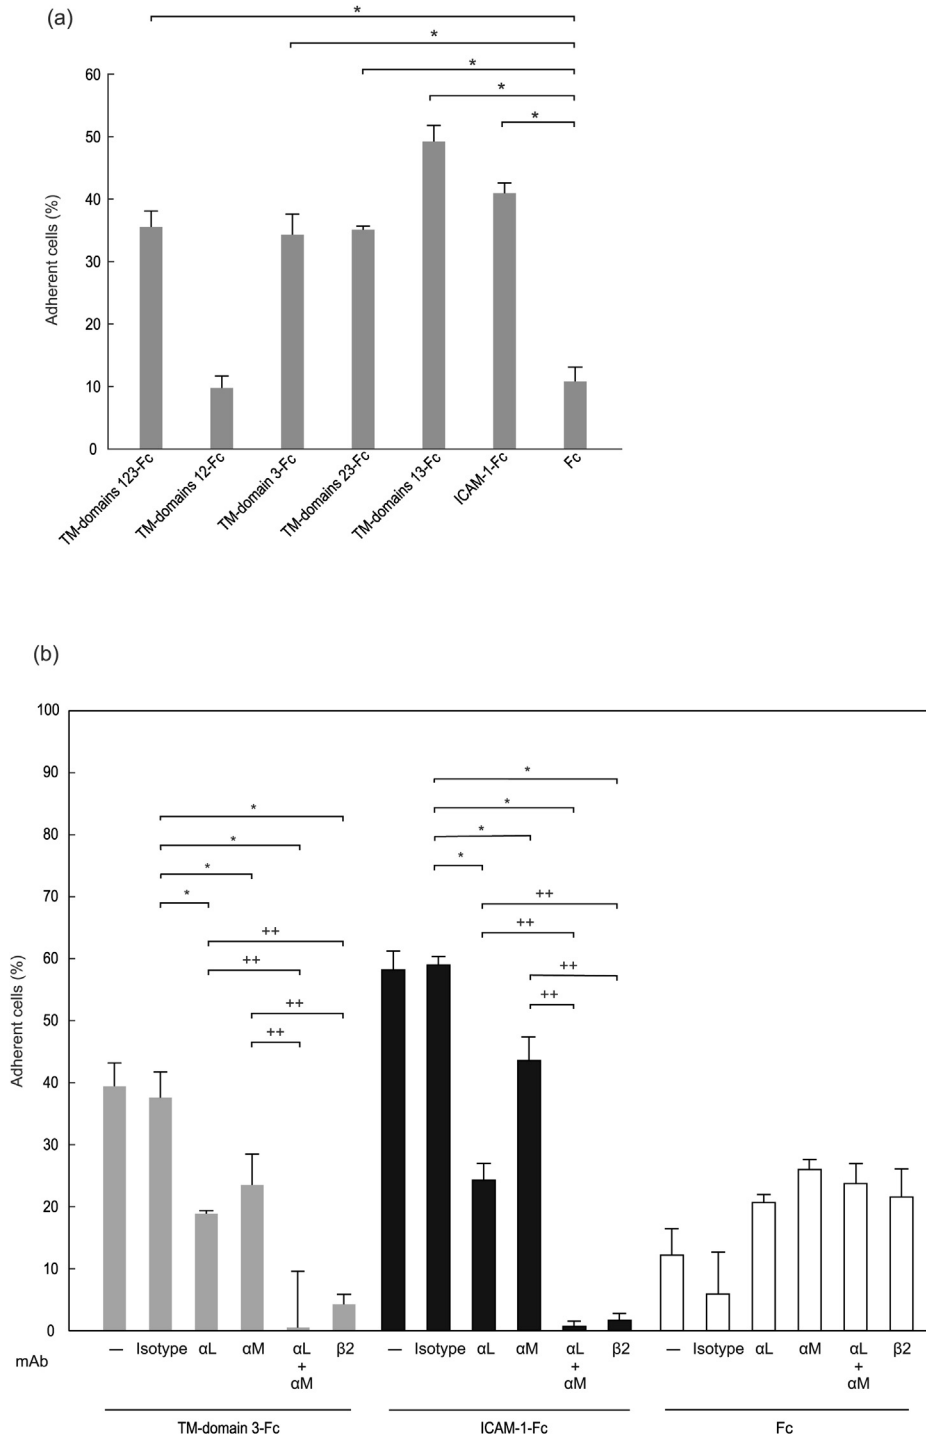 (a)
*
*
*
*
*
60
50
40
30
20
10
0
Adherent cells (%)
TM-domains 123-Fc
TM-domains 12-Fc
TM-domain 3-Fc
TM-domains 23-Fc
TM-domains 13-Fc
ICAM-1-Fc
Fc
(b)
100
90
80
70
60
50
40
30
20
10
0
Adherent cells (%)
*
*
*
*
++
++
++
++
*
*
*
*
++
++
++
++
mAb
— Isotype αL αM αL + αM β2
— Isotype αL αM αL + αM β2
— Isotype αL αM αL + αM β2
TM-domain 3-Fc
ICAM-1-Fc
Fc